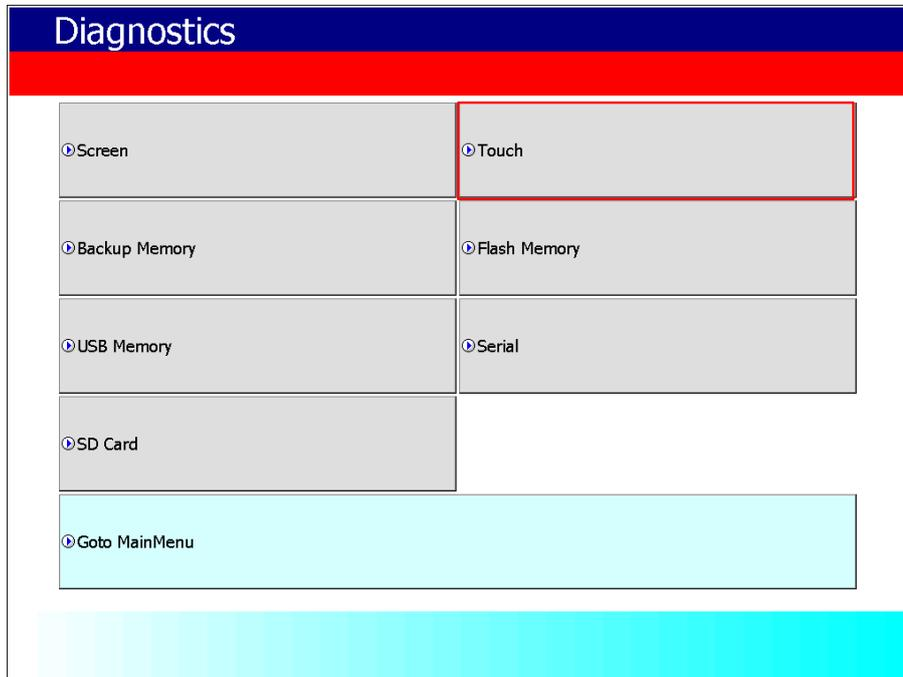 Diagnostics
Screen
Touch
Backup Memory
Flash Memory
USB Memory
Serial
SD Card
Goto MainMenu